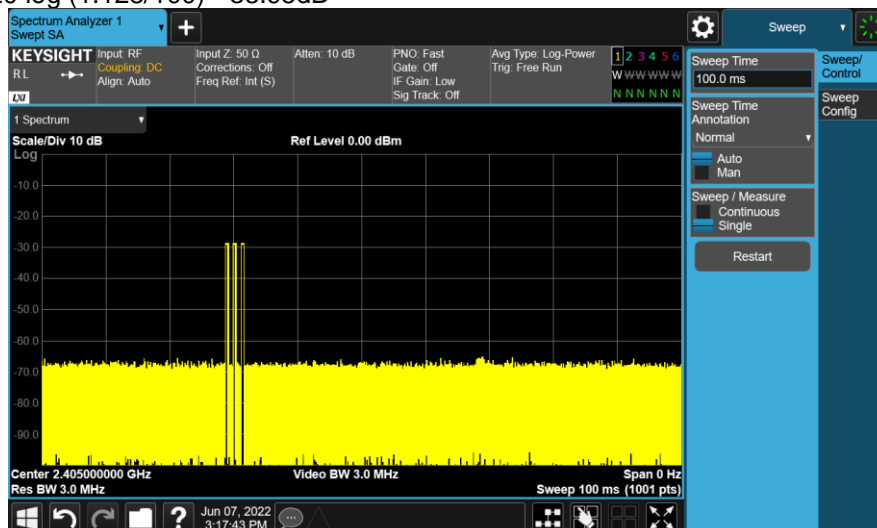 Spectrum Analyzer 1
Swept SA
+
Sweep
KEYSIGHT
R L
LXI
Input: RF
Coupling: DC
Align: Auto
Input Z: 50 Ω
Corrections: Off
Freq Ref: Int (S)
Atten: 10 dB
PNO: Fast
Gate: Off
IF Gain: Low
Sig Track: Off
Avg Type: Log-Power
Trig: Free Run
1 2 3 4 5 6
W W W W W W
N N N N N N
1 Spectrum
Scale/Div 10 dB
Ref Level 0.00 dBm
Log
-10.0
-20.0
-30.0
-40.0
-50.0
-60.0
-70.0
-80.0
-90.0
Center 2.405000000 GHz
Video BW 3.0 MHz
Span 0 Hz
Res BW 3.0 MHz
Sweep 100 ms (1001 pts)
Sweep Time
100.0 ms
Sweep Time
Annotation
Normal
Auto
Man
Sweep / Measure
Continuous
Single
Restart
Sweep/
Control
Sweep
Config
?
Jun 07, 2022
3:17:43 PM